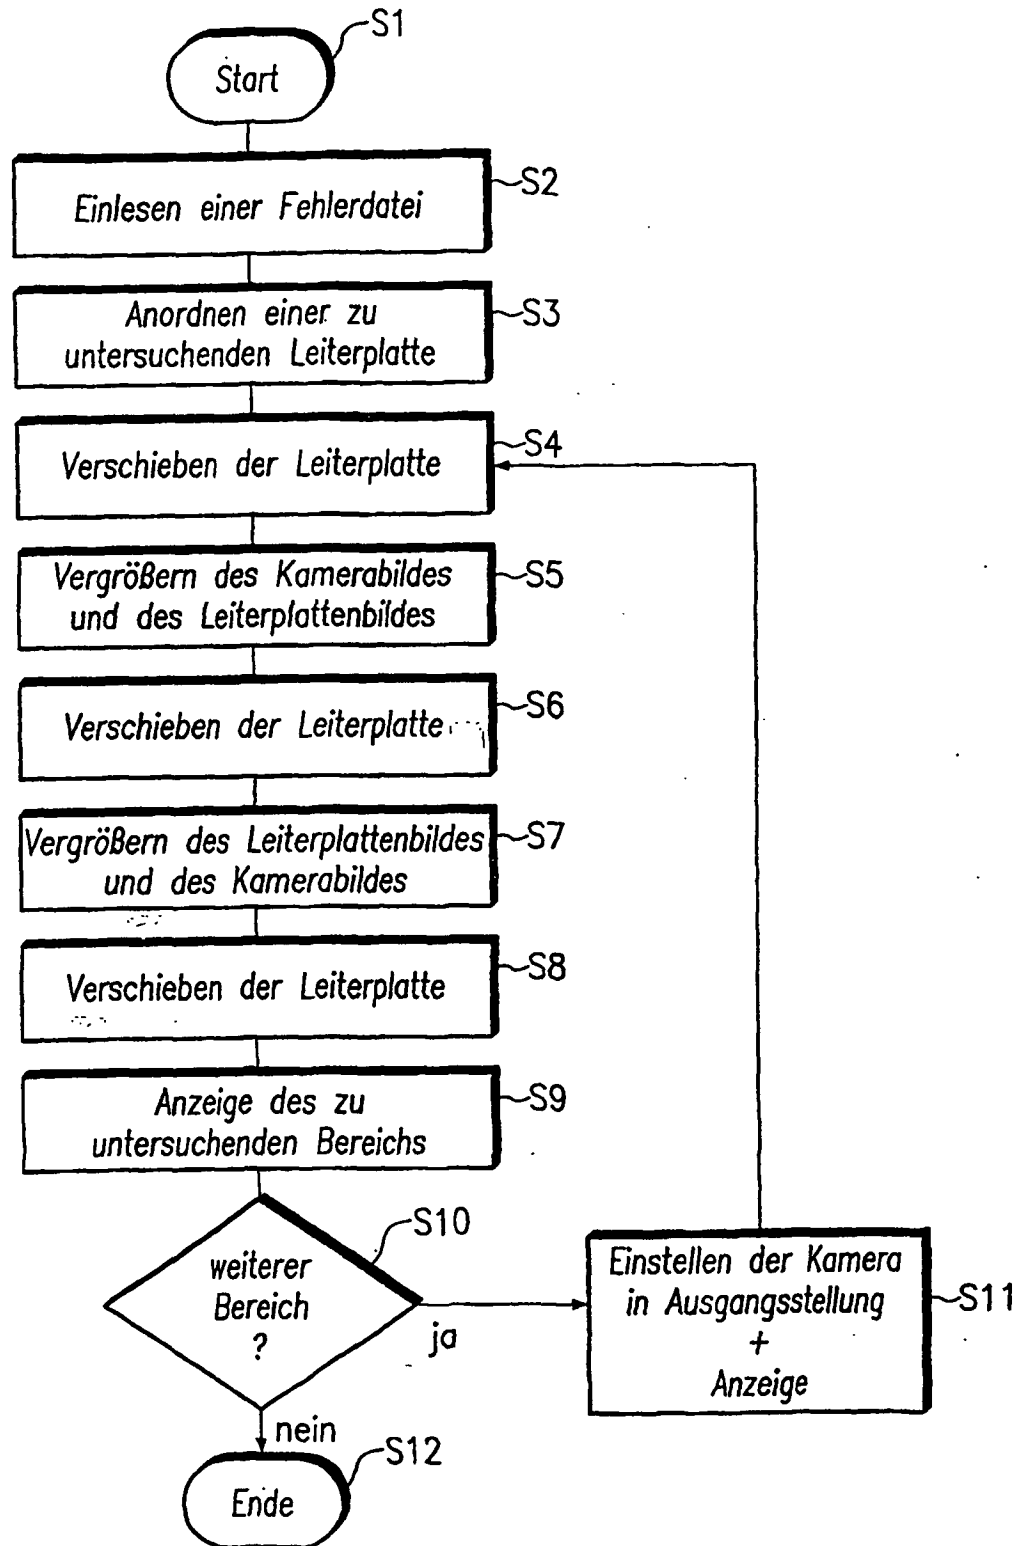 S1
Start
S2
Einlesen einer Fehlerdatei
S3
Anordnen einer zu
untersuchenden Leiterplatte
S4
Verschieben der Leiterplatte
S5
Vergrößern des Kamerabildes
und des Leiterplattenbildes
S6
Verschieben der Leiterplatte
S7
Vergrößern des Leiterplattenbildes
und des Kamerabildes
S8
Verschieben der Leiterplatte
S9
Anzeige des zu
untersuchenden Bereichs
S10
weiterer
Bereich
?
ja
Einstellen der Kamera
in Ausgangsstellung
+
Anzeige
S11
nein
S12
Ende